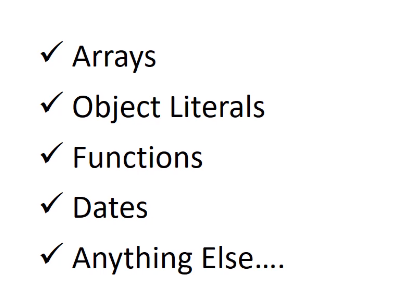 ✓ Arrays
✓ Object Literals
✓ Functions
✓ Dates
✓ Anything Else....